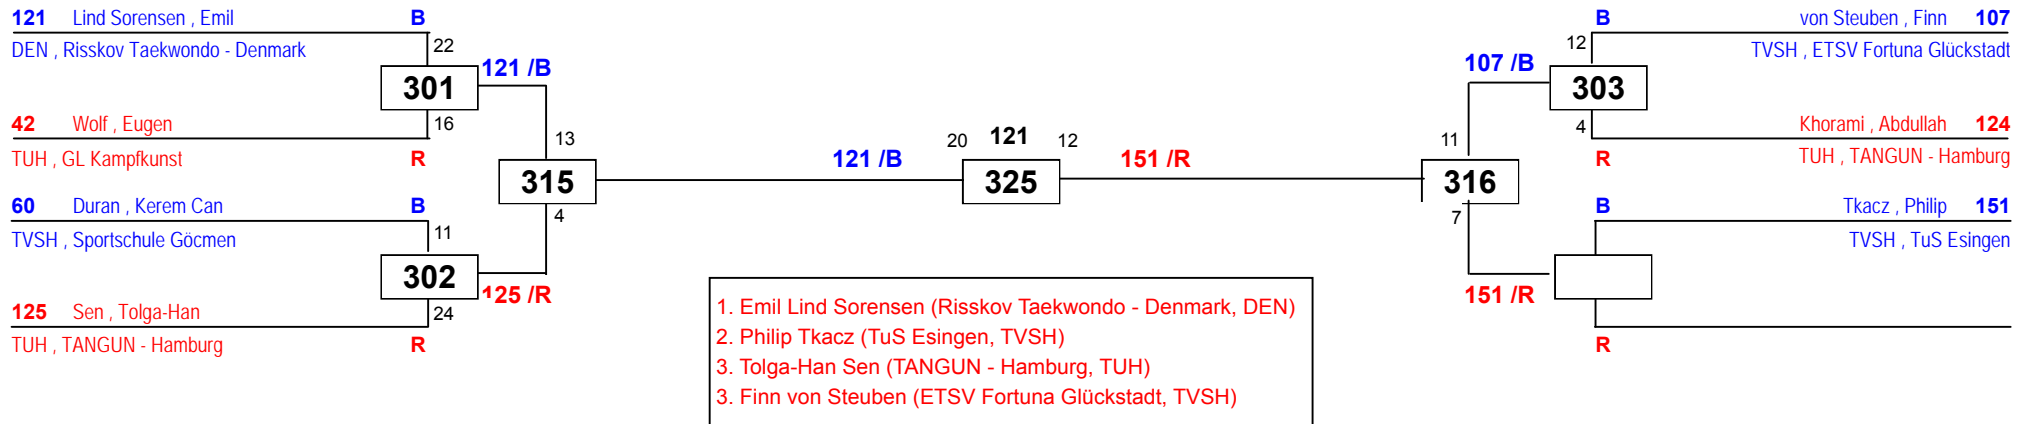 121 Lind Sorensen , Emil B
DEN , Risskov Taekwondo - Denmark
22
301
121 /B
42 Wolf , Eugen
16
TUH , GL Kampfkunst R
13
315
4
60 Duran , Kerem Can B
TVSH , Sportschule Göcmen
11
302
125 /R
125 Sen , Tolga-Han
24
TUH , TANGUN - Hamburg R
121 /B
20 121 12
325
151 /R
1. Emil Lind Sorensen (Risskov Taekwondo - Denmark, DEN)
2. Philip Tkacz (TuS Esingen, TVSH)
3. Tolga-Han Sen (TANGUN - Hamburg, TUH)
3. Finn von Steuben (ETSV Fortuna Glückstadt, TVSH)
B von Steuben , Finn 107
12
TVSH , ETSV Fortuna Glückstadt
107 /B
303
4
Khorami , Abdullah 124
R TUH , TANGUN - Hamburg
11
316
7
B Tkacz , Philip 151
TVSH , TuS Esingen
151 /R
R